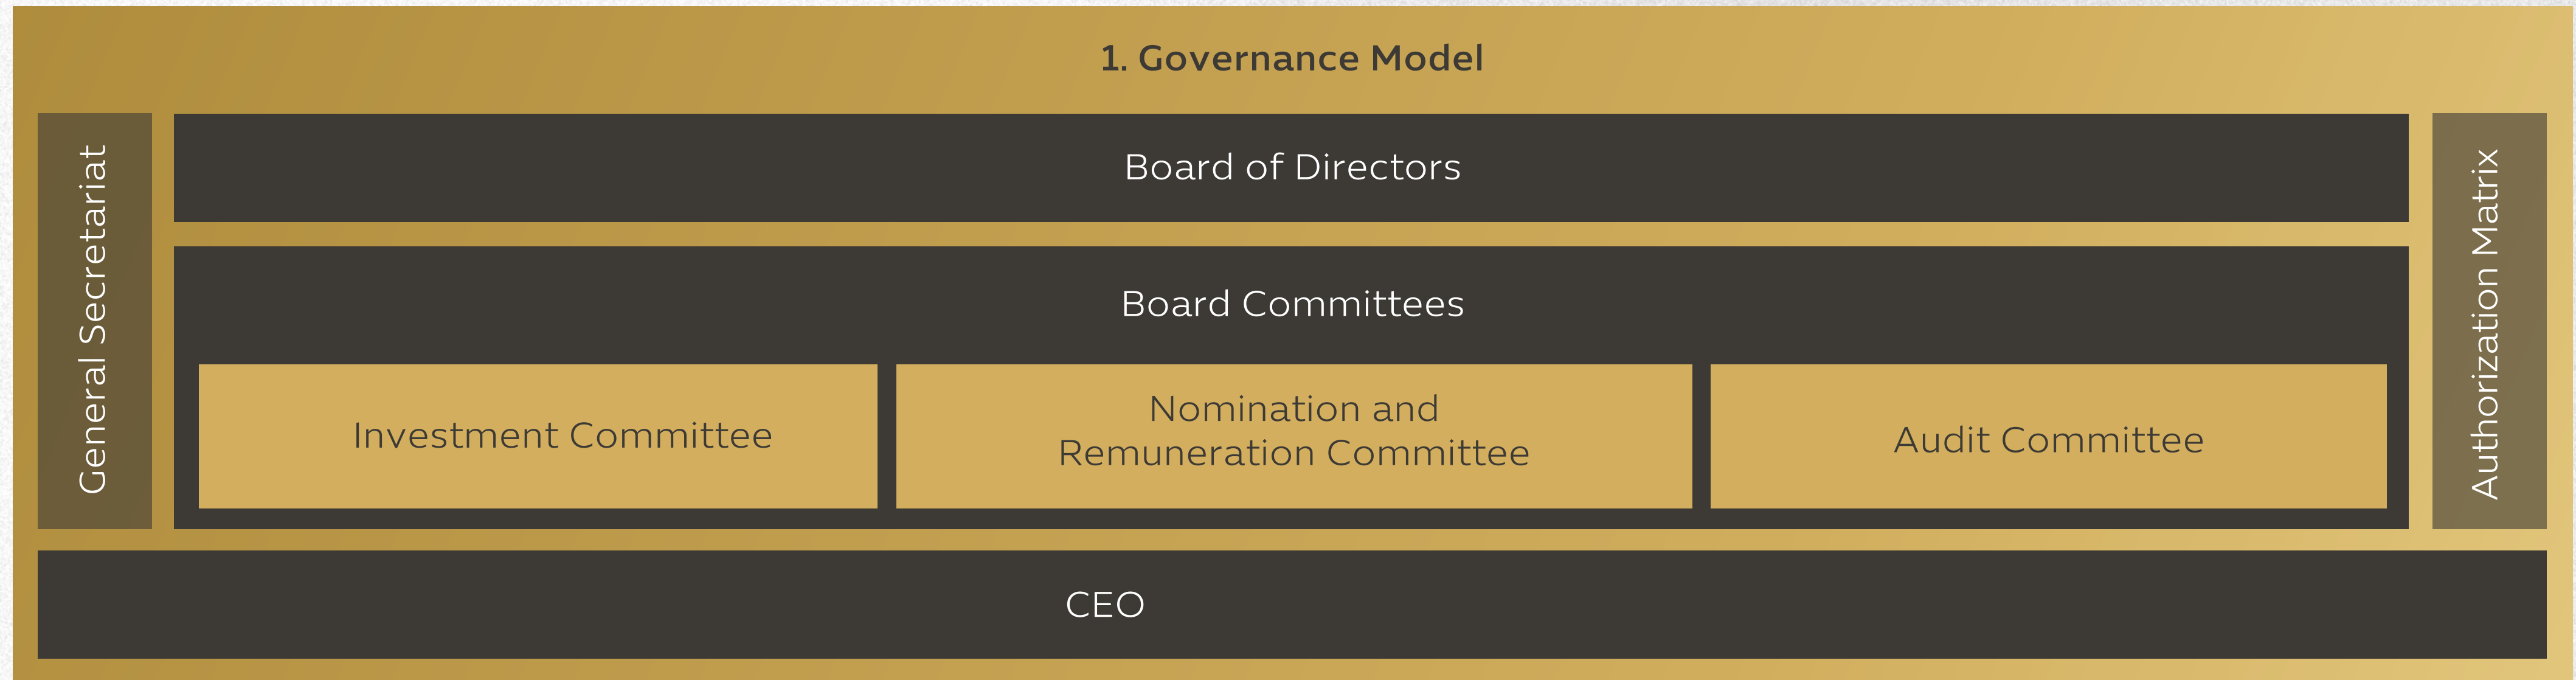 1. Governance Model
General Secretariat
Board of Directors
Board Committees
Investment Committee
Nomination and
Remuneration Committee
Audit Committee
Authorization Matrix
CEO